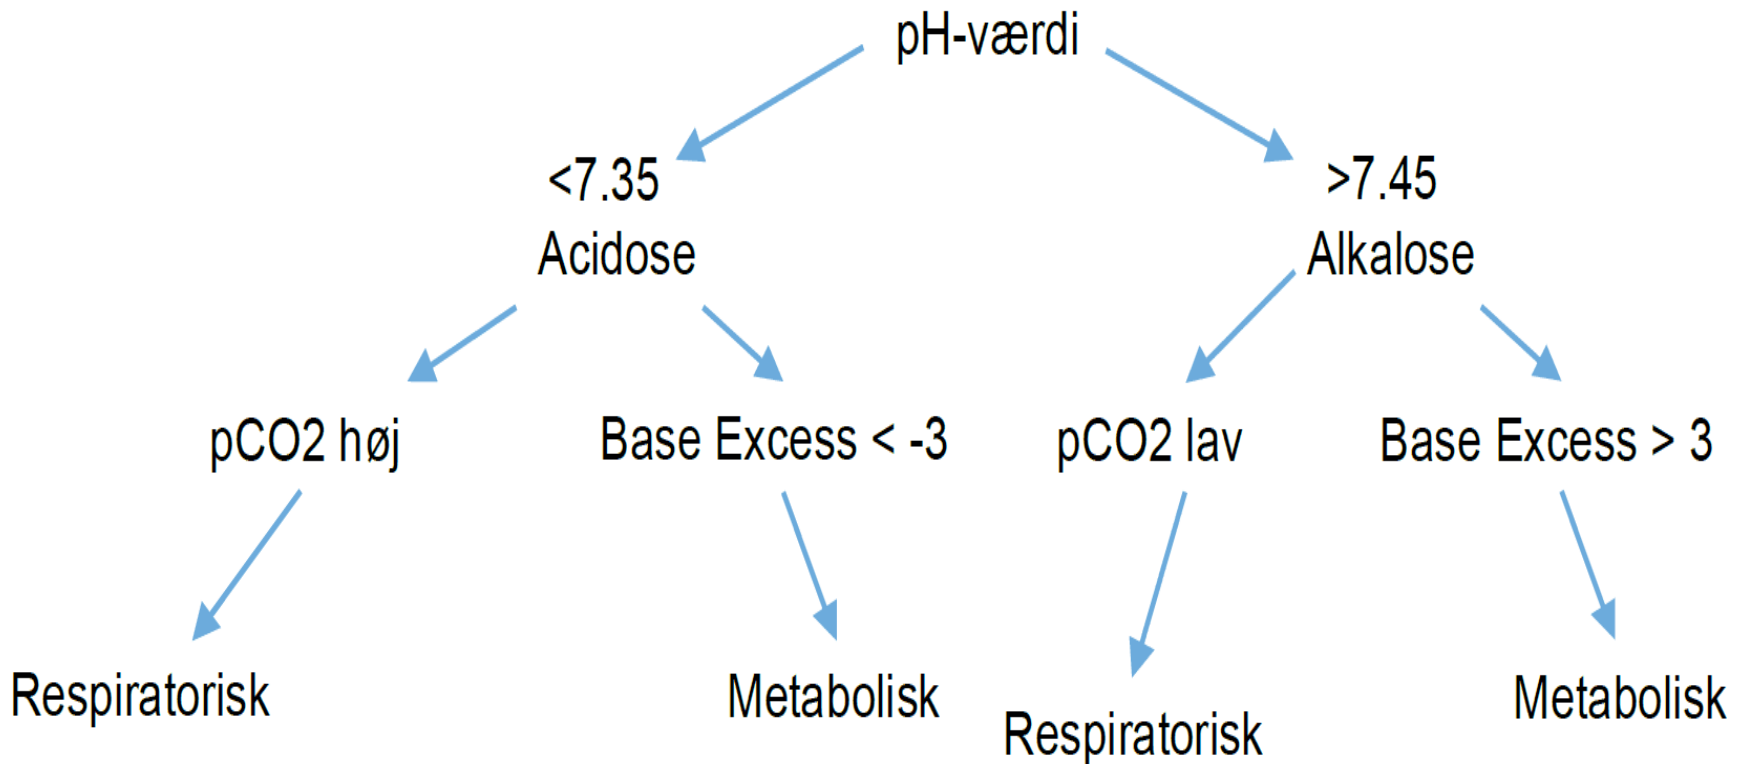 pH-værdi
<7.35
Acidose
>7.45
Alkalose
pCO2 høj
Base Excess < -3
pCO2 lav
Base Excess > 3
Respiratorisk
Metabolisk
Respiratorisk
Metabolisk